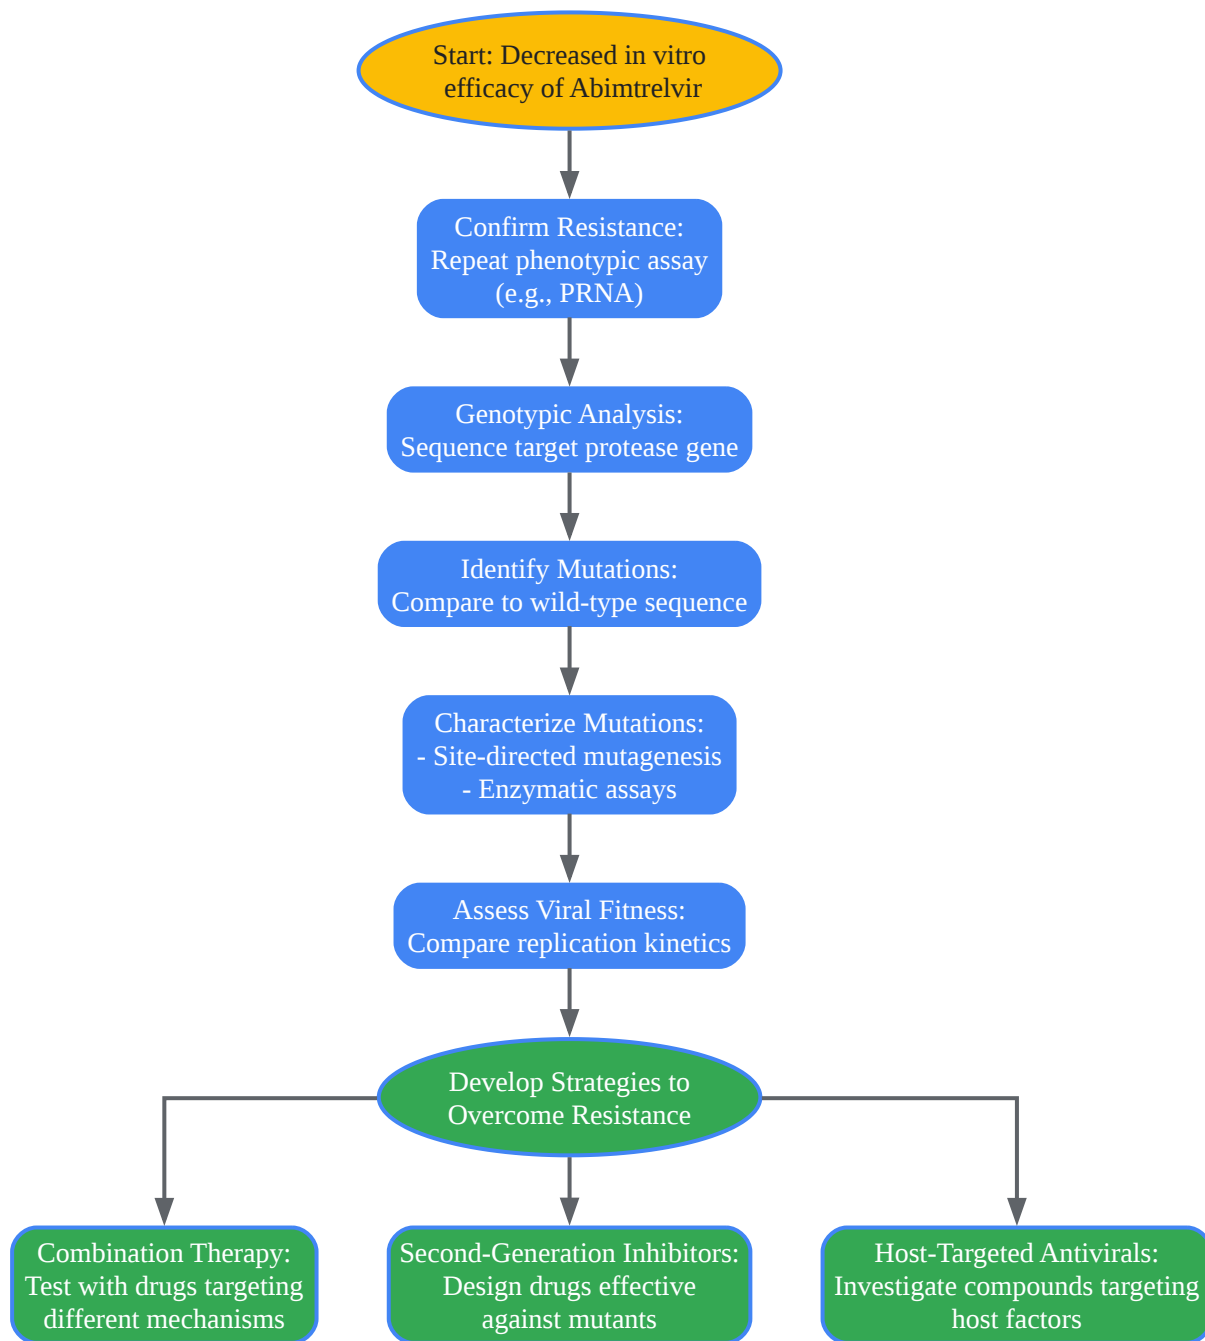 Start: Decreased in vitro
efficacy of Abimtrelvir
Confirm Resistance:
Repeat phenotypic assay
(e.g., PRNA)
Genotypic Analysis:
Sequence target protease gene
Identify Mutations:
Compare to wild-type sequence
Characterize Mutations:
- Site-directed mutagenesis
- Enzymatic assays
Assess Viral Fitness:
Compare replication kinetics
Develop Strategies to
Overcome Resistance
Combination Therapy:
Test with drugs targeting
different mechanisms
Second-Generation Inhibitors:
Design drugs effective
against mutants
Host-Targeted Antivirals:
Investigate compounds targeting
host factors